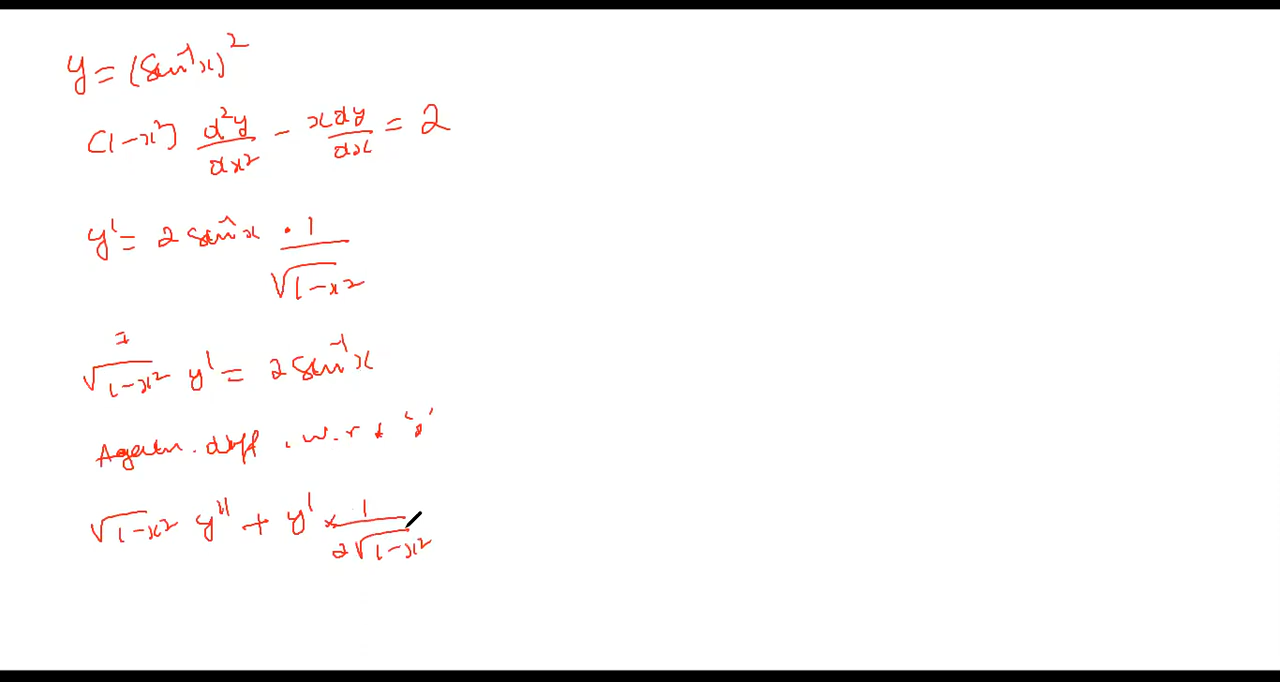 y = (sin⁻¹x)²
(1-x²) d²y/dx² - xdy/dx = 2
y' = 2 sin⁻¹x · 1/√1-x²
√1-x² y' = 2 sin⁻¹x
Again. diff . w.r t 'x'
√1-x² y'' + y' × 1/2√1-x²